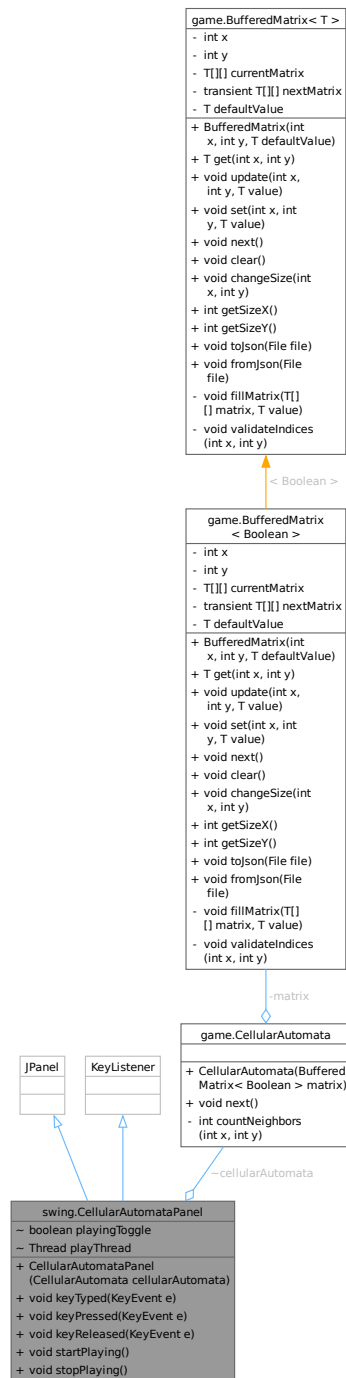 game.BufferedMatrix< T >
- int x
- int y
- T[][] currentMatrix
- transient T[][] nextMatrix
- T defaultValue
+ BufferedMatrix(int
x, int y, T defaultValue)
+ T get(int x, int y)
+ void update(int x,
int y, T value)
+ void set(int x, int
y, T value)
+ void next()
+ void clear()
+ void changeSize(int
x, int y)
+ int getSizeX()
+ int getSizeY()
+ void toJson(File file)
+ void fromJson(File
file)
- void fillMatrix(T[]
[] matrix, T value)
- void validateIndices
(int x, int y)
< Boolean >
game.BufferedMatrix
< Boolean >
- int x
- int y
- T[][] currentMatrix
- transient T[][] nextMatrix
- T defaultValue
+ BufferedMatrix(int
x, int y, T defaultValue)
+ T get(int x, int y)
+ void update(int x,
int y, T value)
+ void set(int x, int
y, T value)
+ void next()
+ void clear()
+ void changeSize(int
x, int y)
+ int getSizeX()
+ int getSizeY()
+ void toJson(File file)
+ void fromJson(File
file)
- void fillMatrix(T[]
[] matrix, T value)
- void validateIndices
(int x, int y)
-matrix
game.CellularAutomata
+ CellularAutomata(Buffered
Matrix< Boolean > matrix)
+ void next()
- int countNeighbors
(int x, int y)
JPanel
KeyListener
~cellularAutomata
swing.CellularAutomataPanel
~ boolean playingToggle
~ Thread playThread
+ CellularAutomataPanel
(CellularAutomata cellularAutomata)
+ void keyTyped(KeyEvent e)
+ void keyPressed(KeyEvent e)
+ void keyReleased(KeyEvent e)
+ void startPlaying()
+ void stopPlaying()